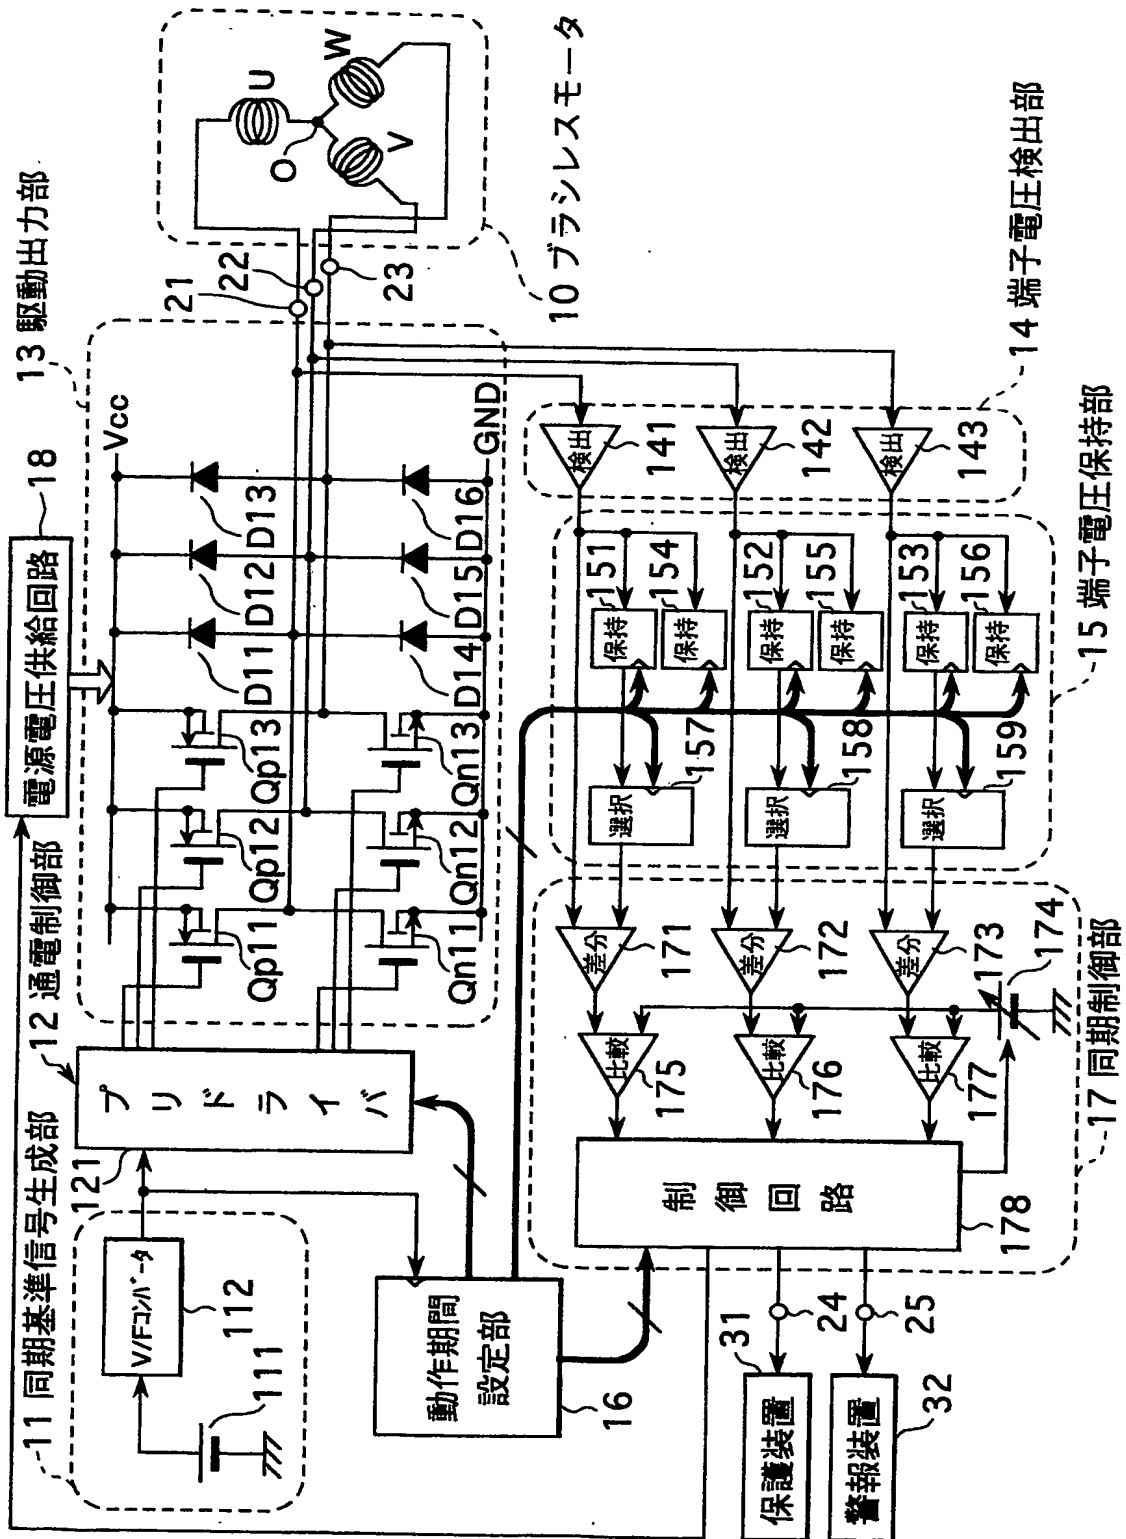 11 同期基準信号生成部
12 通電制御部
18
13 駆動出力部
電源電圧供給回路
V/Fコンバータ
112
111
121
プリドライバ
Vcc
Qp11
Qp12
Qp13
D11
D12
D13
Qn11
Qn12
Qn13
D14
D15
D16
GND
21
22
23
U
V
W
O
10 ブラシレスモータ
動作期間
設定部
16
14 端子電圧検出部
検出
141
検出
142
検出
143
15 端子電圧保持部
保持
151
保持
154
保持
152
保持
155
保持
153
保持
156
選択
157
選択
158
選択
159
17 同期制御部
差分
171
差分
172
差分
173
174
比較
175
比較
176
比較
177
制御回路
178
24
25
31
保護装置
警報装置
32